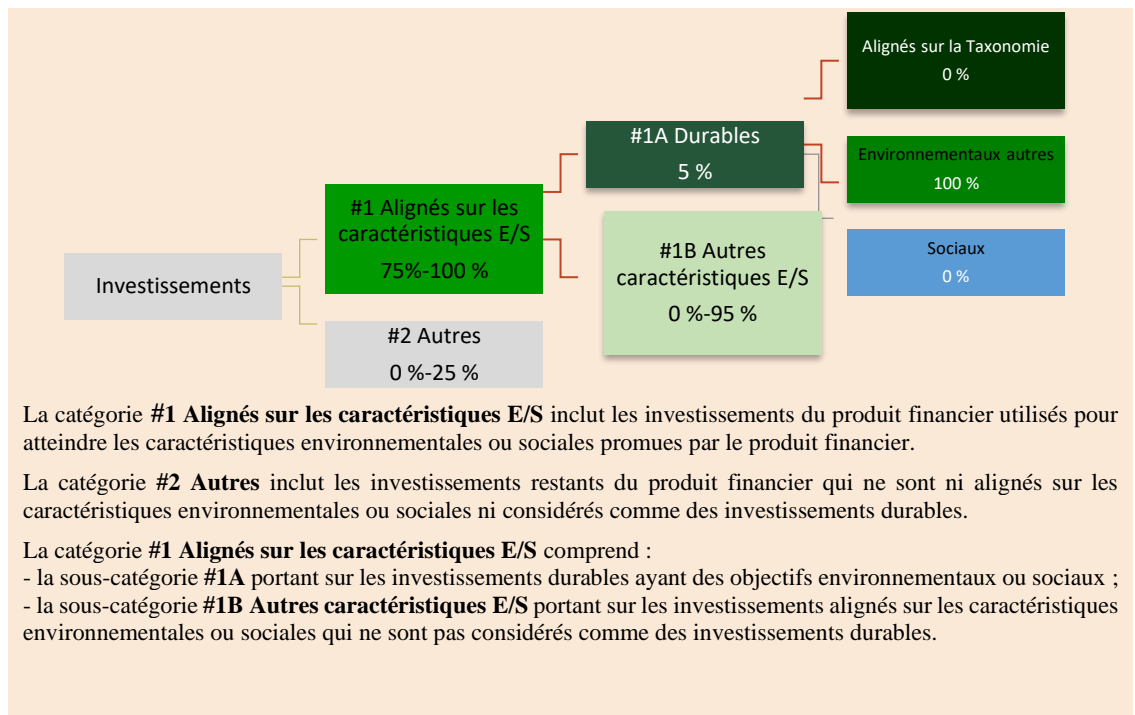 Alignés sur la Taxonomie
0 %
#1A Durables
5 %
Environnementaux autres
100 %
#1 Alignés sur les
caractéristiques E/S
75%-100 %
#1B Autres
caractéristiques E/S
0 %-95 %
Sociaux
0 %
Investissements
#2 Autres
0 %-25 %
La catégorie #1 Alignés sur les caractéristiques E/S inclut les investissements du produit financier utilisés pour
atteindre les caractéristiques environnementales ou sociales promues par le produit financier.
La catégorie #2 Autres inclut les investissements restants du produit financier qui ne sont ni alignés sur les
caractéristiques environnementales ou sociales ni considérés comme des investissements durables.
La catégorie #1 Alignés sur les caractéristiques E/S comprend :
- la sous-catégorie #1A portant sur les investissements durables ayant des objectifs environnementaux ou sociaux ;
- la sous-catégorie #1B Autres caractéristiques E/S portant sur les investissements alignés sur les caractéristiques
environnementales ou sociales qui ne sont pas considérés comme des investissements durables.